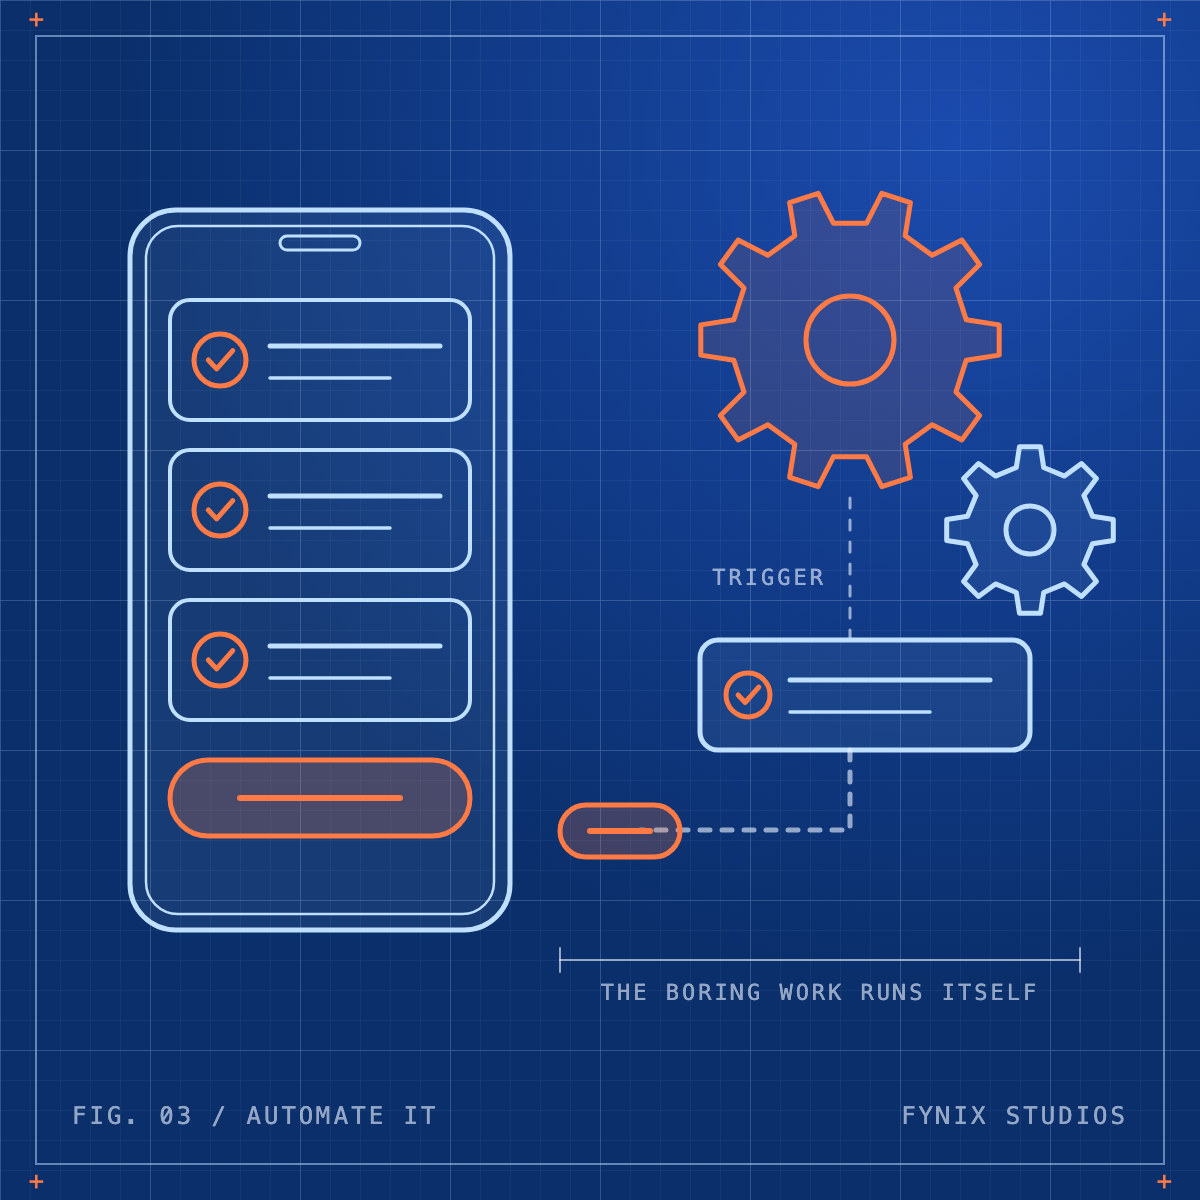 TRIGGER
THE BORING WORK RUNS ITSELF
FIG. 03 / AUTOMATE IT
FYNIX STUDIOS